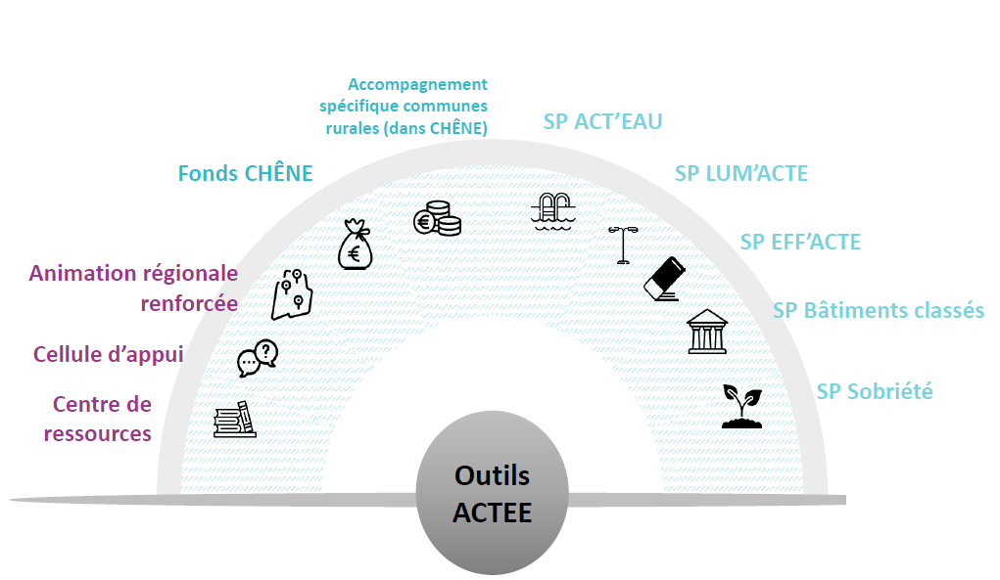 Accompagnement
spécifique communes
rurales (dans CHÊNE)
SP ACT’EAU
Fonds CHÊNE
SP LUM’ACTE
SP EFF’ACTE
Animation régionale
renforcée
SP Bâtiments classés
Cellule d’appui
SP Sobriété
Centre de
ressources
Outils
ACTEE